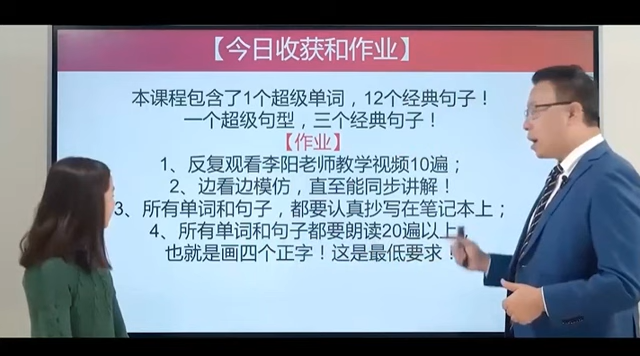 【今日收获和作业】
本课程包含了1个超级单词，12个经典句子！
一个超级句型，三个经典句子！
【作业】
1、反复观看李阳老师教学视频10遍；
2、边看边模仿，直至能同步讲解！
3、所有单词和句子，都要认真抄写在笔记本上；
4、所有单词和句子都要朗读20遍以上，
也就是画四个正字！这是最低要求！